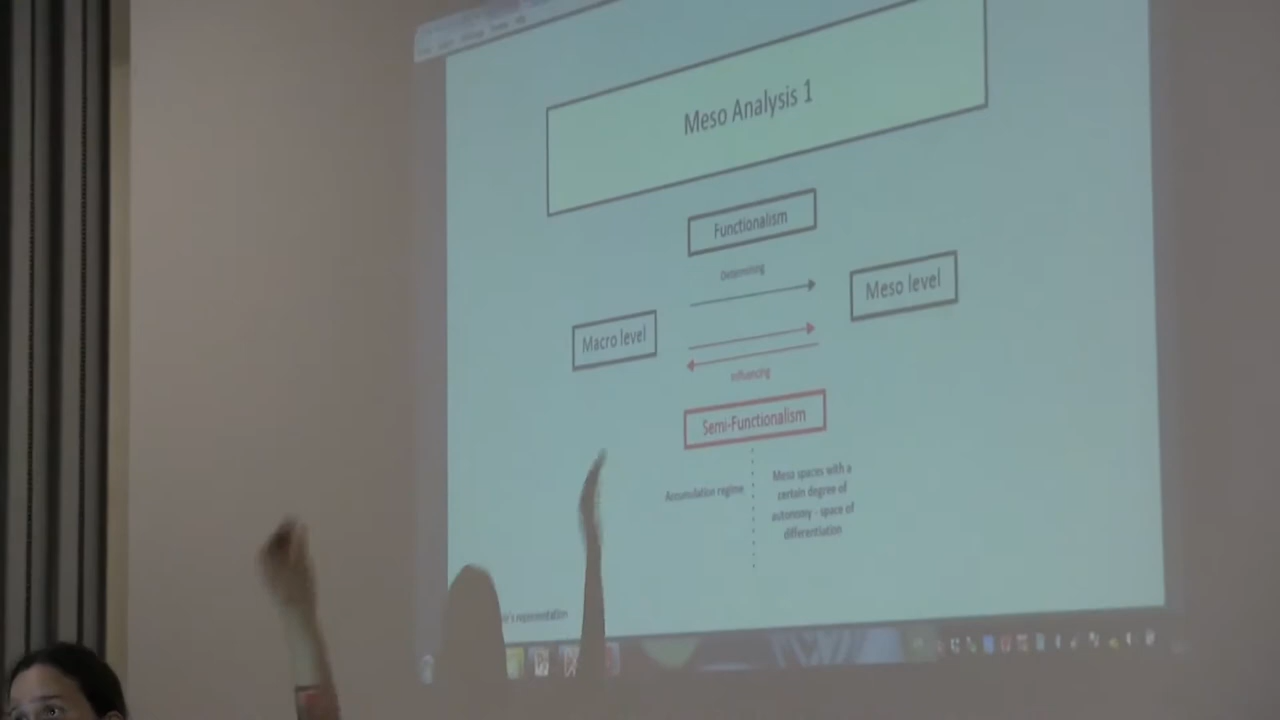 Meso Analysis 1
Functionalism
Determining
Meso level
Macro level
Influencing
Semi-Functionalism
Accumulation regime
Meso spaces with a
certain degree of
autonomy - space of
differentiation
representation